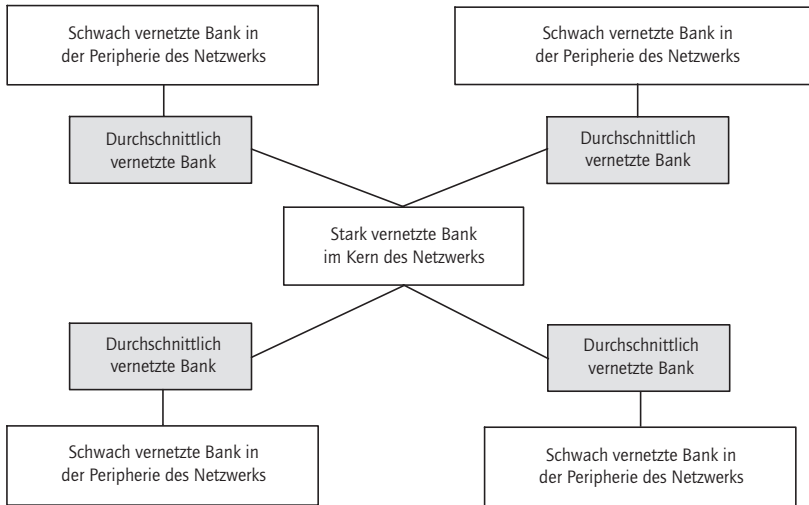 Schwach vernetzte Bank in
der Peripherie des Netzwerks
Schwach vernetzte Bank in
der Peripherie des Netzwerks
Durchschnittlich
vernetzte Bank
Durchschnittlich
vernetzte Bank
Stark vernetzte Bank
im Kern des Netzwerks
Durchschnittlich
vernetzte Bank
Durchschnittlich
vernetzte Bank
Schwach vernetzte Bank in
der Peripherie des Netzwerks
Schwach vernetzte Bank in
der Peripherie des Netzwerks